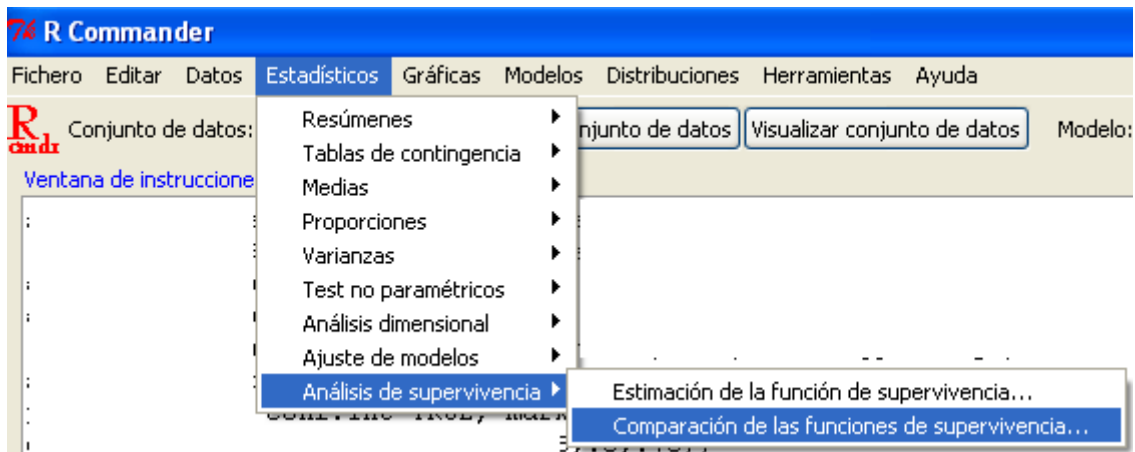 R Commander
Fichero Editar Datos Estadísticos Gráficas Modelos Distribuciones Herramientas Ayuda
R cmdr Conjunto de datos: njunto de datos Visualizar conjunto de datos Modelo:
Ventana de instruccione
Resúmenes
Tablas de contingencia
Medias
Proporciones
Varianzas
Test no paramétricos
Análisis dimensional
Ajuste de modelos
Análisis de supervivencia
Estimación de la función de supervivencia...
Comparación de las funciones de supervivencia...